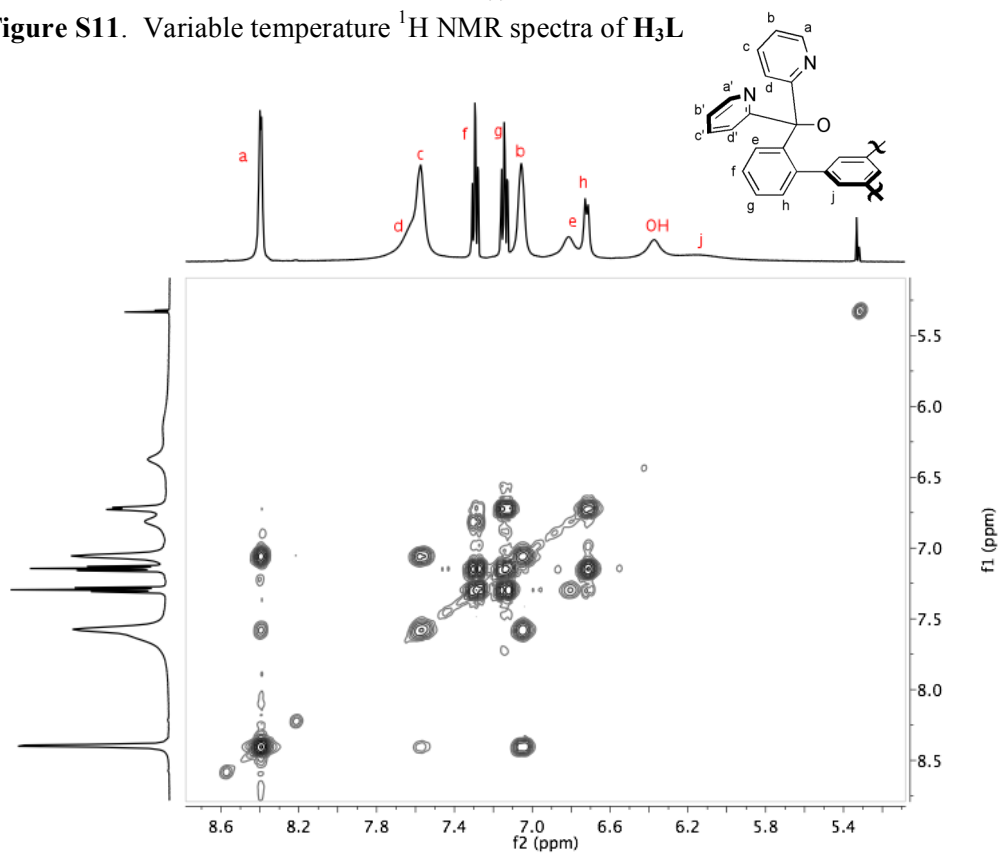 igure S11. Variable temperature ¹H NMR spectra of H₃L
b
a
c
N
d
a'
N
b'
c'
d'
O
e
f
g
h
j
a
d
c
f
g
b
e
h
OH
j
5.5
6.0
6.5
7.0
7.5
8.0
8.5
f1 (ppm)
8.6 8.2 7.8 7.4 7.0 6.6 6.2 5.8 5.4
f2 (ppm)